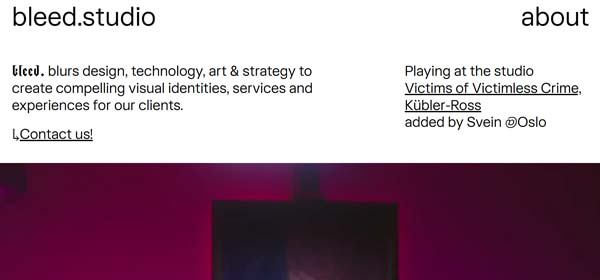 bleed.studio
about
bleed. blurs design, technology, art & strategy to
create compelling visual identities, services and
experiences for our clients.
↳Contact us!
Playing at the studio
Victims of Victimless Crime,
Kübler-Ross
added by Svein @Oslo